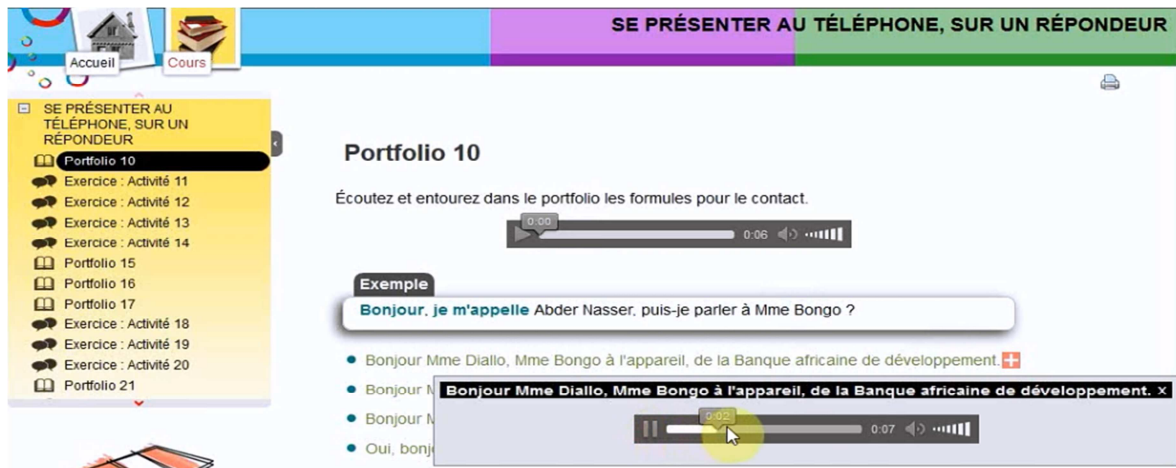 SE PRÉSENTER AU TÉLÉPHONE, SUR UN RÉPONDEUR
Accueil
Cours
SE PRÉSENTER AU
TÉLÉPHONE, SUR UN
RÉPONDEUR
Portfolio 10
Exercice : Activité 11
Exercice : Activité 12
Exercice : Activité 13
Exercice : Activité 14
Portfolio 15
Portfolio 16
Portfolio 17
Exercice : Activité 18
Exercice : Activité 19
Exercice : Activité 20
Portfolio 21
Portfolio 10
Écoutez et entourez dans le portfolio les formules pour le contact.
0:00
0:06
Exemple
Bonjour, je m'appelle Abder Nasser, puis-je parler à Mme Bongo ?
Bonjour Mme Diallo, Mme Bongo à l'appareil, de la Banque africaine de développement.
Bonjour Mme Diallo, Mme Bongo à l'appareil, de la Banque africaine de développement. x
Bonjour
Bonjour
0:02
0:07
Oui,